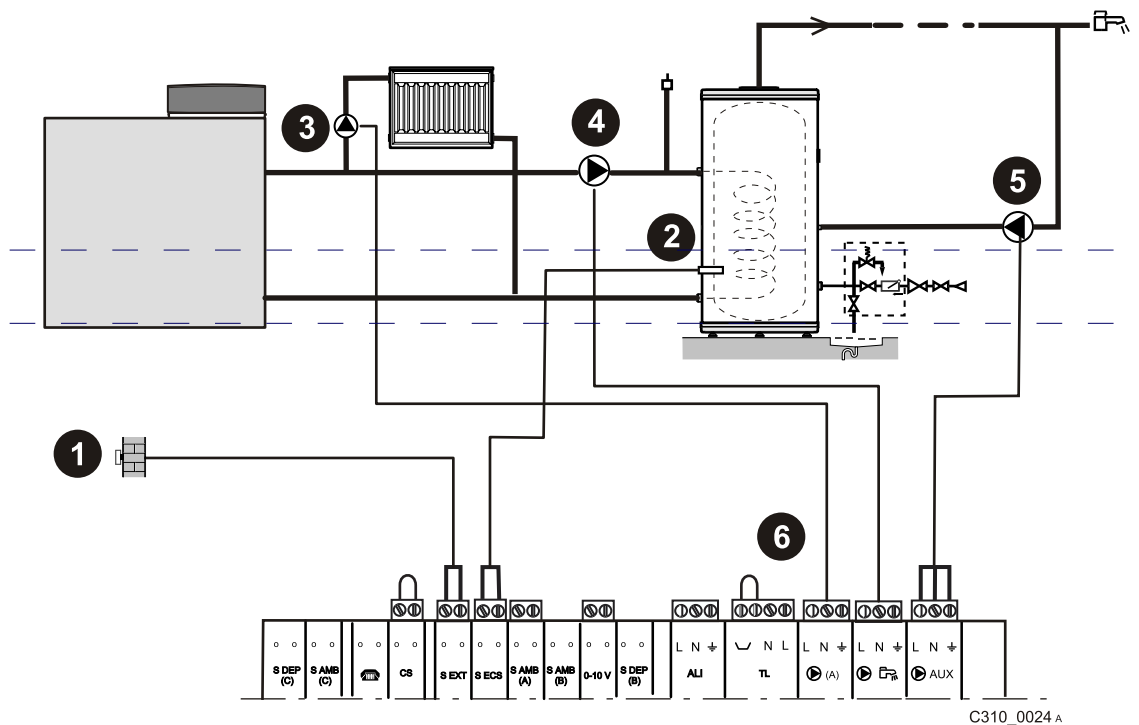 3
4
5
2
1
6
S DEP (C)
S AMB (C)
CS
S EXT
S ECS
S AMB (A)
S AMB (B)
0-10 V
S DEP (B)
L N
ALI
N L
TL
L N
(A)
L N
L N
AUX
C310_0024 A